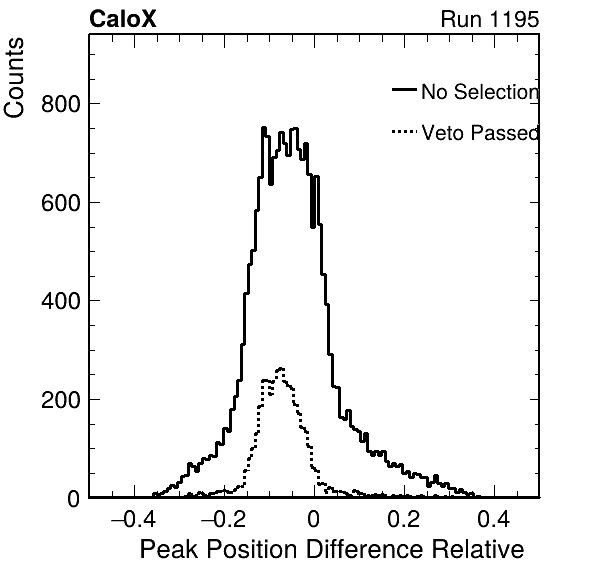 CaloX Run 1195
Counts
No Selection
Veto Passed
800
600
400
200
0
−0.4 −0.2 0 0.2 0.4
Peak Position Difference Relative